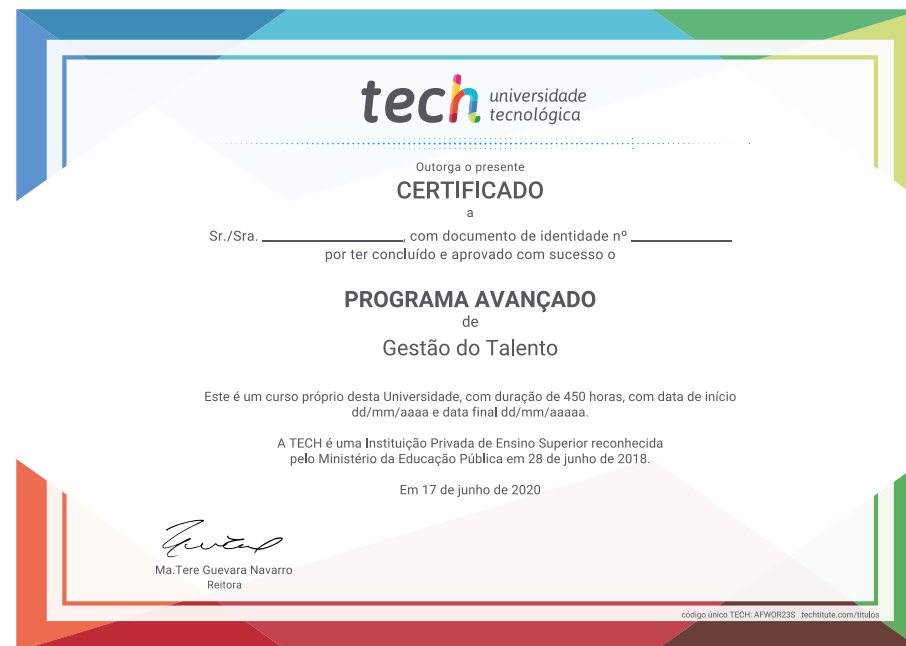 tech universidade
tecnológica
Outorga o presente
CERTIFICADO
a
Sr./Sra. ____________________, com documento de identidade nº ______________
por ter concluído e aprovado com sucesso o
PROGRAMA AVANÇADO
de
Gestão do Talento
Este é um curso próprio desta Universidade, com duração de 450 horas, com data de início
dd/mm/aaaa e data final dd/mm/aaaaa.
A TECH é uma Instituição Privada de Ensino Superior reconhecida
pelo Ministério da Educação Pública em 28 de junho de 2018.
Em 17 de junho de 2020
Ma.Tere Guevara Navarro
Reitora
código único TECH: AFWOR23S techtitute.com/titulos